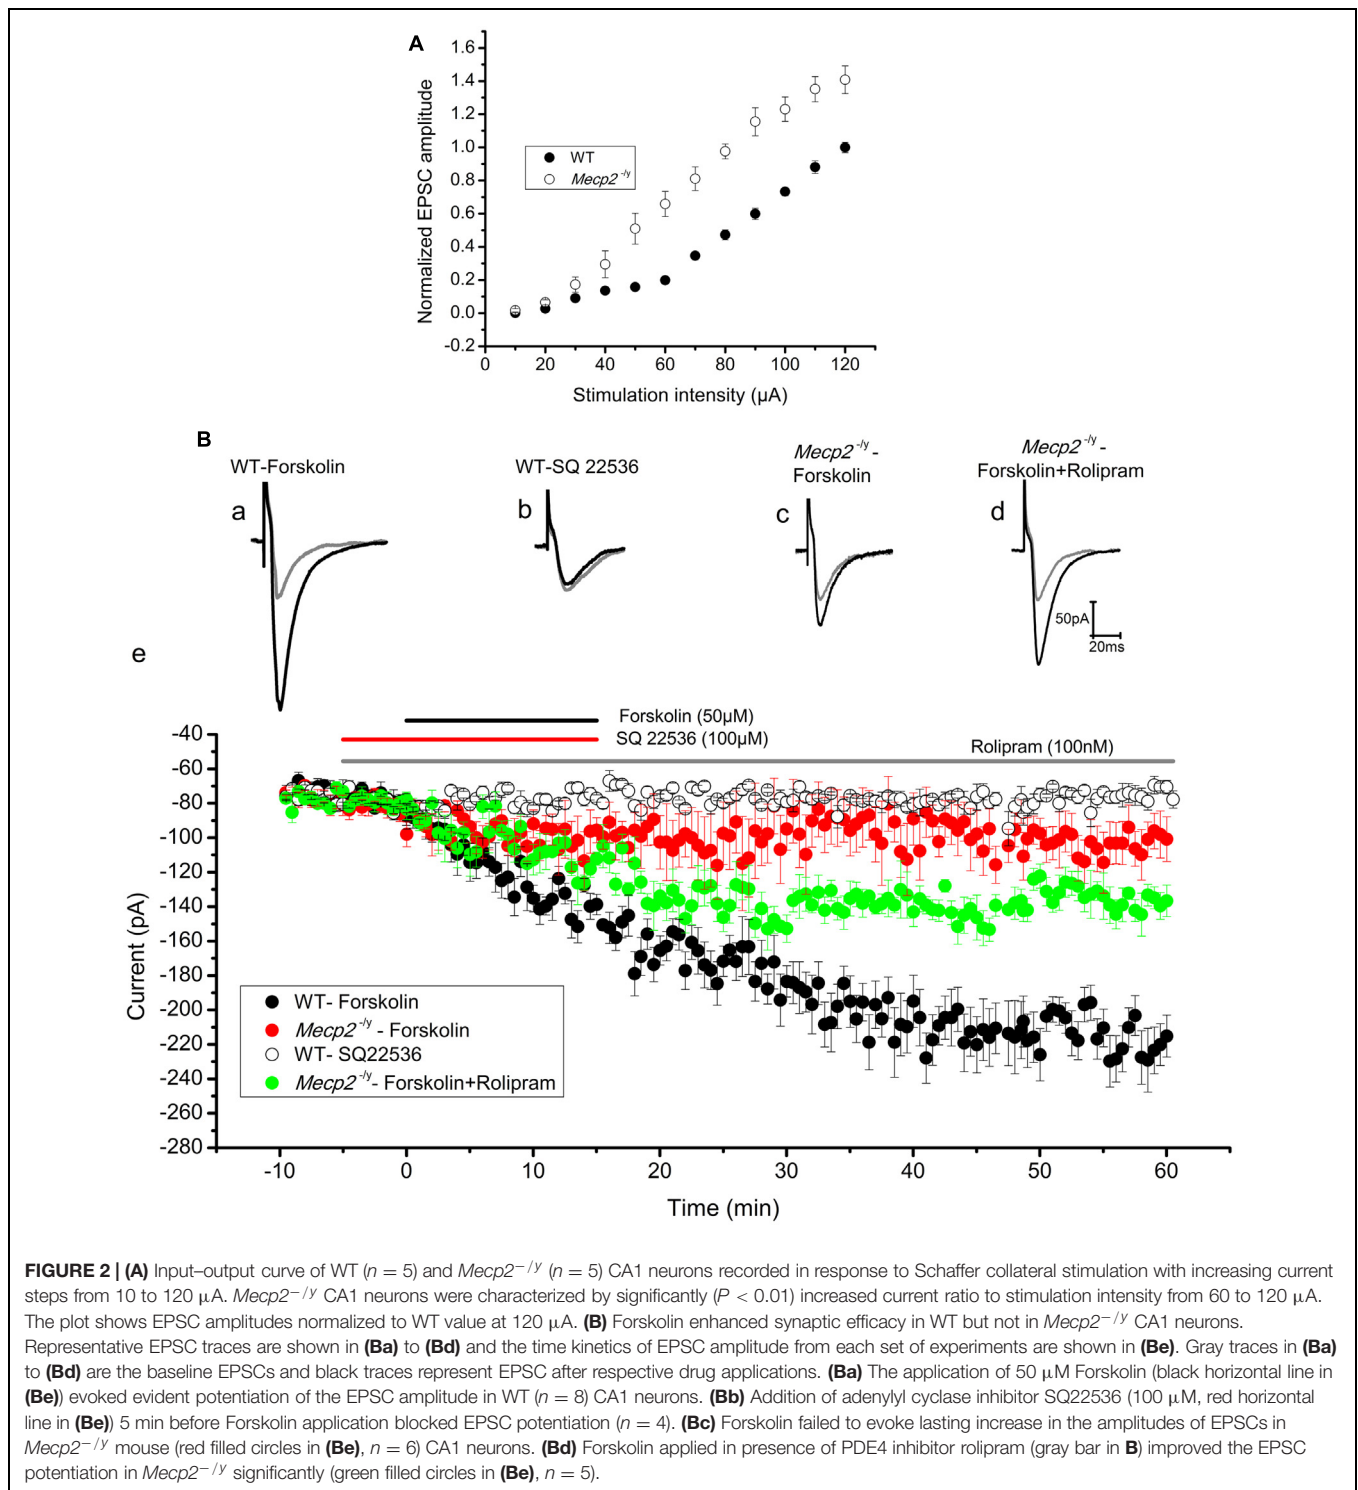 A
1.6
1.4
1.2
1.0
0.8
0.6
0.4
0.2
0.0
-0.2
Normalized EPSC amplitude
WT
Mecp2 -/y
0 20 40 60 80 100 120
Stimulation intensity (µA)
B
WT-Forskolin
WT-SQ 22536
Mecp2 -/y -
Forskolin
Mecp2 -/y -
Forskolin+Rolipram
a
b
c
d
50pA
20ms
e
Forskolin (50µM)
SQ 22536 (100µM)
Rolipram (100nM)
-40
-60
-80
-100
-120
-140
-160
-180
-200
-220
-240
-260
-280
Current (pA)
WT- Forskolin
Mecp2 -/y - Forskolin
WT- SQ22536
Mecp2 -/y - Forskolin+Rolipram
-10 0 10 20 30 40 50 60
Time (min)
FIGURE 2 | (A) Input–output curve of WT (n = 5) and Mecp2−/y (n = 5) CA1 neurons recorded in response to Schaffer collateral stimulation with increasing current
steps from 10 to 120 µA. Mecp2−/y CA1 neurons were characterized by significantly (P < 0.01) increased current ratio to stimulation intensity from 60 to 120 µA.
The plot shows EPSC amplitudes normalized to WT value at 120 µA. (B) Forskolin enhanced synaptic efficacy in WT but not in Mecp2−/y CA1 neurons.
Representative EPSC traces are shown in (Ba) to (Bd) and the time kinetics of EPSC amplitude from each set of experiments are shown in (Be). Gray traces in (Ba)
to (Bd) are the baseline EPSCs and black traces represent EPSC after respective drug applications. (Ba) The application of 50 µM Forskolin (black horizontal line in
(Be)) evoked evident potentiation of the EPSC amplitude in WT (n = 8) CA1 neurons. (Bb) Addition of adenylyl cyclase inhibitor SQ22536 (100 µM, red horizontal
line in (Be)) 5 min before Forskolin application blocked EPSC potentiation (n = 4). (Bc) Forskolin failed to evoke lasting increase in the amplitudes of EPSCs in
Mecp2−/y mouse (red filled circles in (Be), n = 6) CA1 neurons. (Bd) Forskolin applied in presence of PDE4 inhibitor rolipram (gray bar in B) improved the EPSC
potentiation in Mecp2−/y significantly (green filled circles in (Be), n = 5).